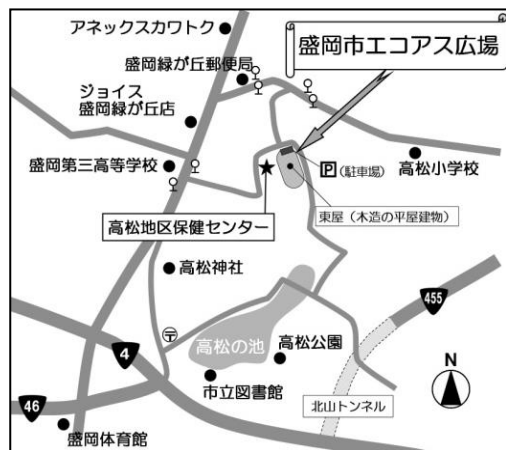 アネックスカワトク
盛岡市エコアス広場
盛岡緑が丘郵便局
ジョイス
盛岡緑が丘店
盛岡第三高等学校
P(駐車場)
高松小学校
東屋(木造の平屋建物)
高松地区保健センター
高松神社
455
〒
4
高松の池
高松公園
N
市立図書館
46
北山トンネル
盛岡体育館